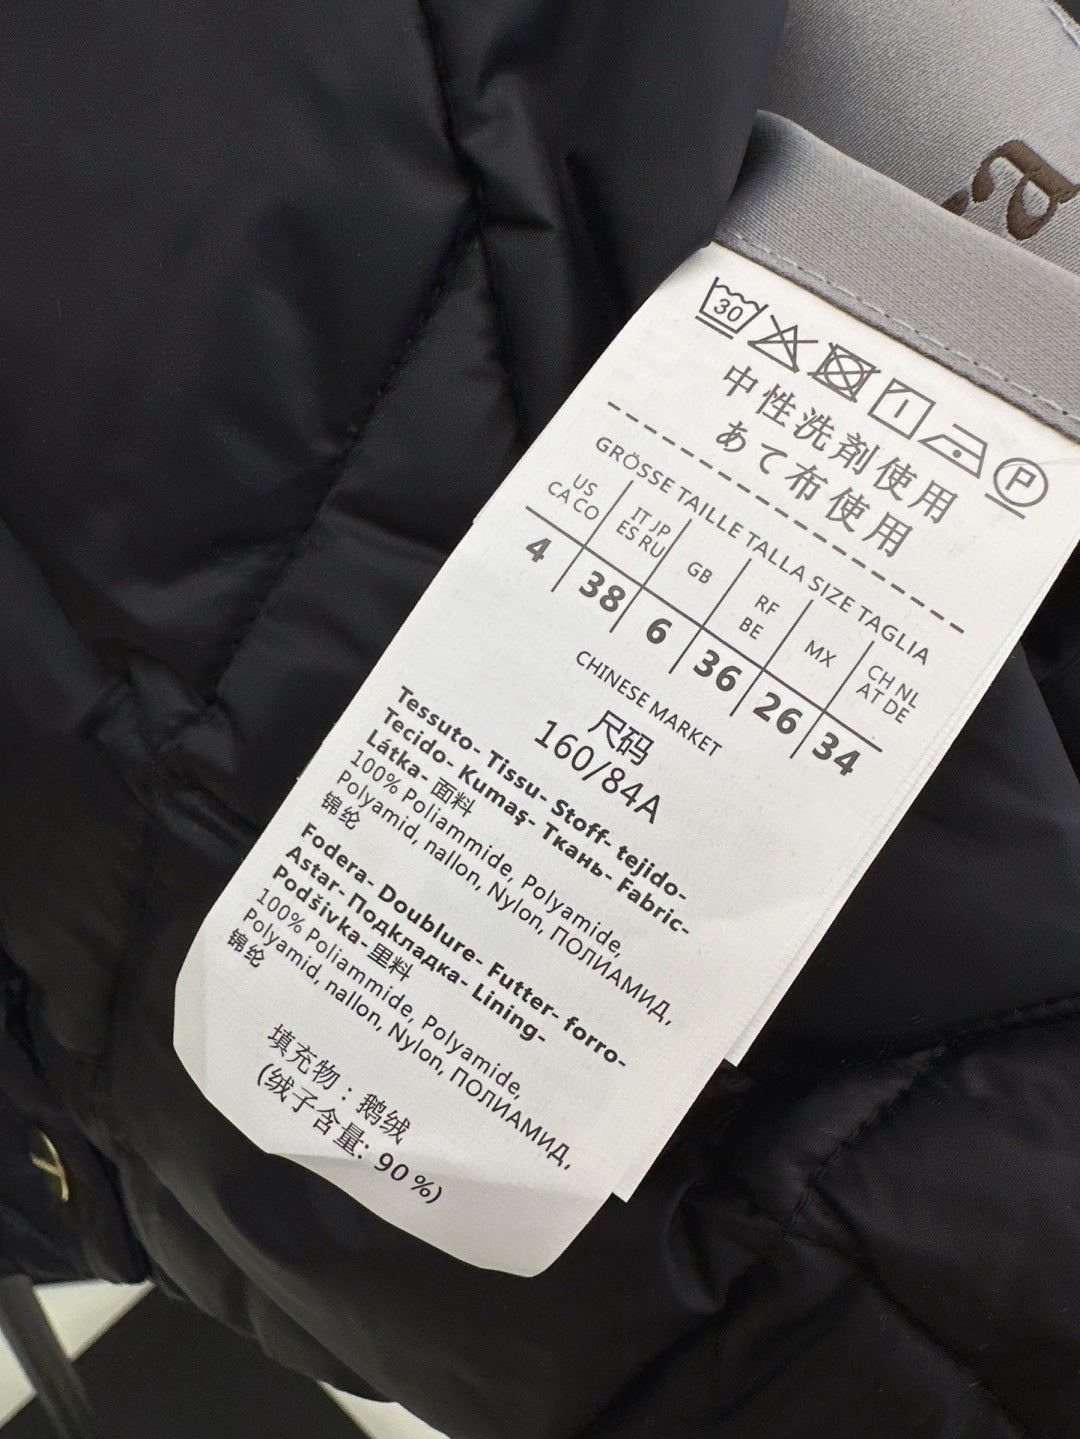 30
P
中性洗剤使用
あて布使用
GRÖSSE TAILLE TALLA SIZE TAGLIA
US CA CO
IT JP ES RU
GB
RF BE
MX
CH NL AT DE
4 38 6 36 26 34
CHINESE MARKET
尺码
160/84A
Tessuto- Tissu- Stoff- tejido-
Tecido- Kumaş- Ткань- Fabric-
Látka- 面料
100% Poliammide, Polyamide,
Polyamid, nallon, Nylon, ПОЛИАМИД,
锦纶
Fodera- Doublure- Futter- forro-
Astar- Подкладка- Lining-
Podšívka- 里料
100% Poliammide, Polyamide,
Polyamid, nallon, Nylon, ПОЛИАМИД,
锦纶
填充物：鹅绒
(绒子含量: 90%)